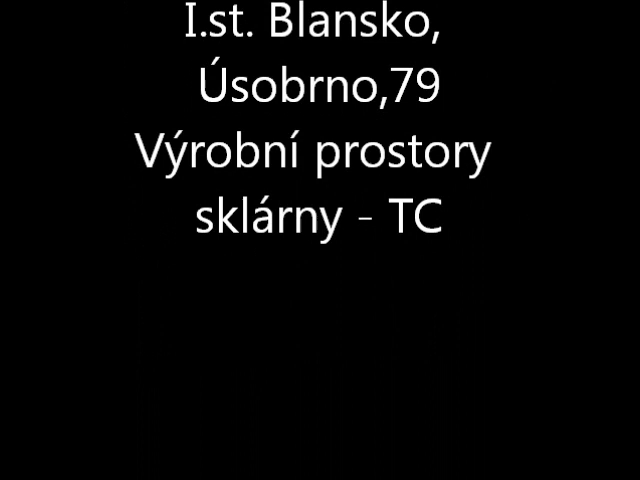 I.st. Blansko,
Úsobrno,79
Výrobní prostory
sklárny - TC